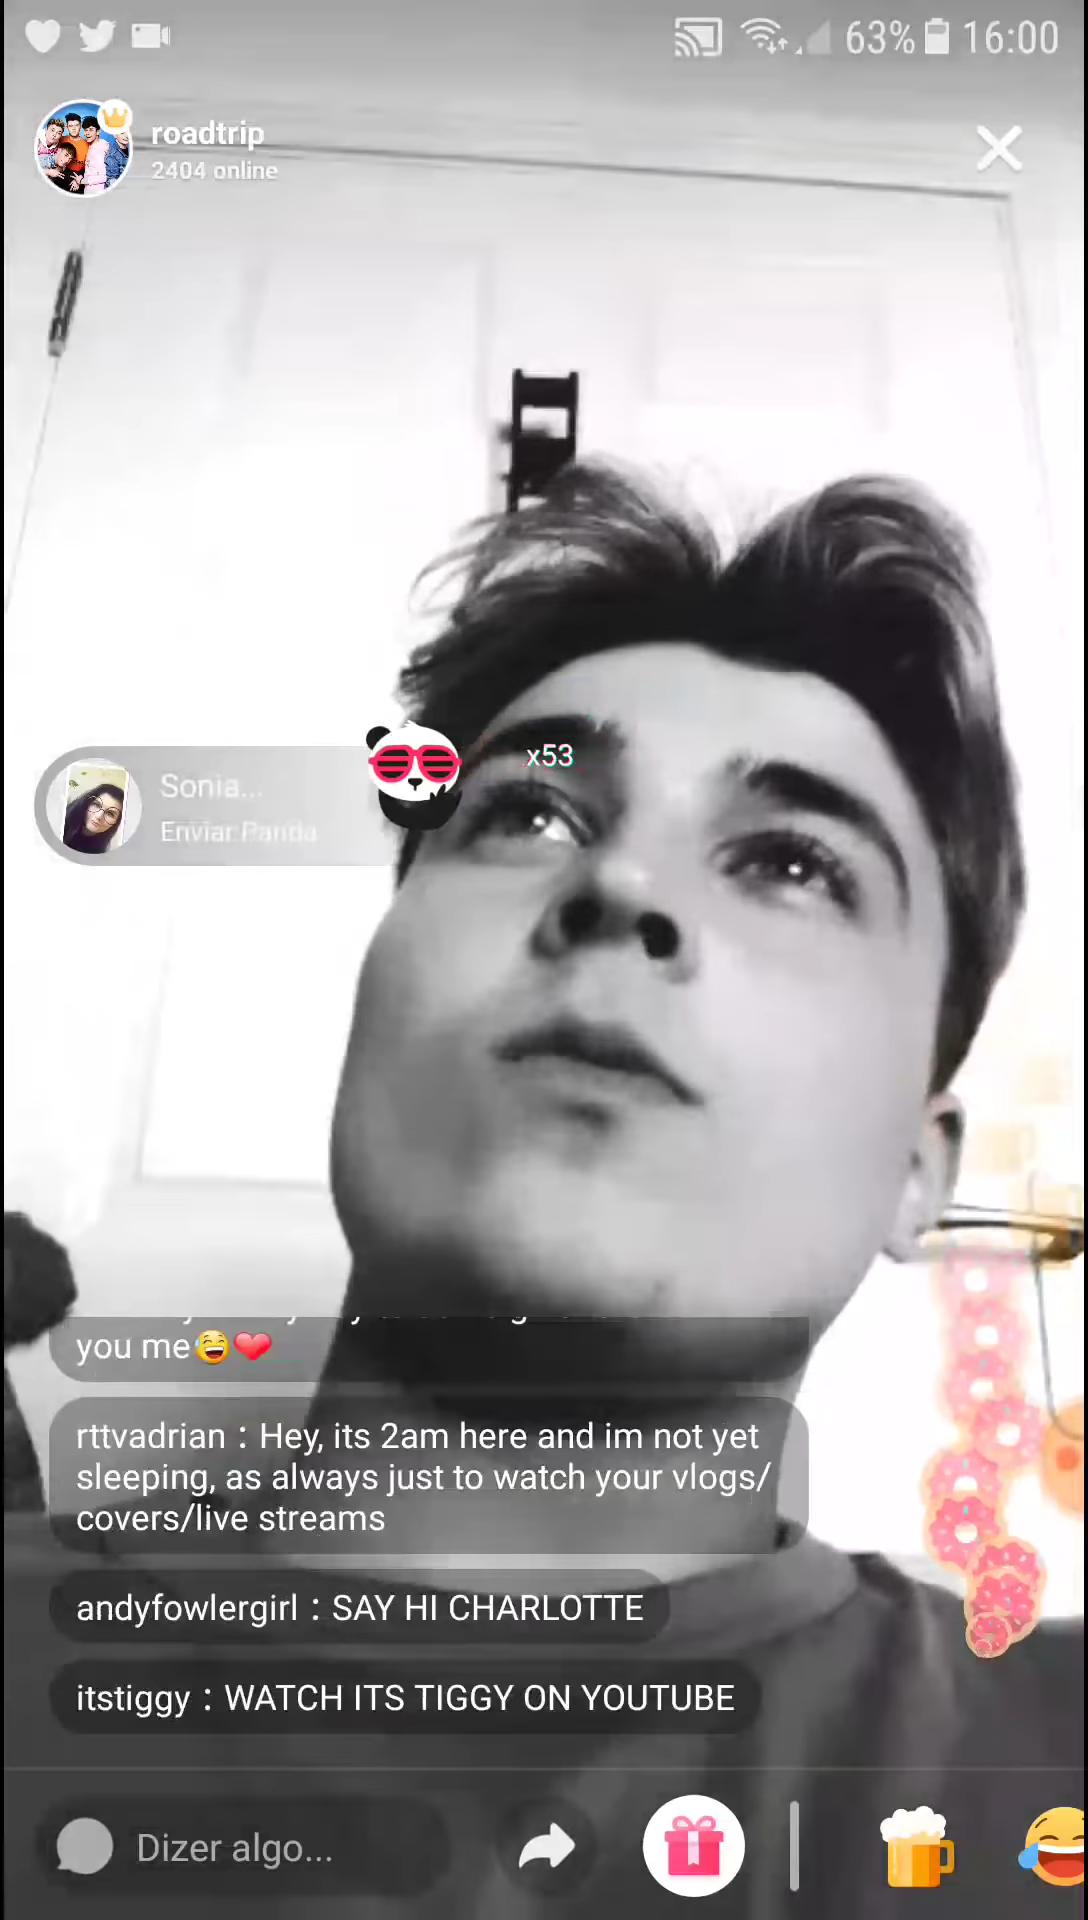 63% 16:00
roadtrip
2404 online
x53
Sonia...
Enviar Panda
you me😅❤
rttvadrian : Hey, its 2am here and im not yet
sleeping, as always just to watch your vlogs/
covers/live streams
andyfowlergirl : SAY HI CHARLOTTE
itstiggy : WATCH ITS TIGGY ON YOUTUBE
Dizer algo...